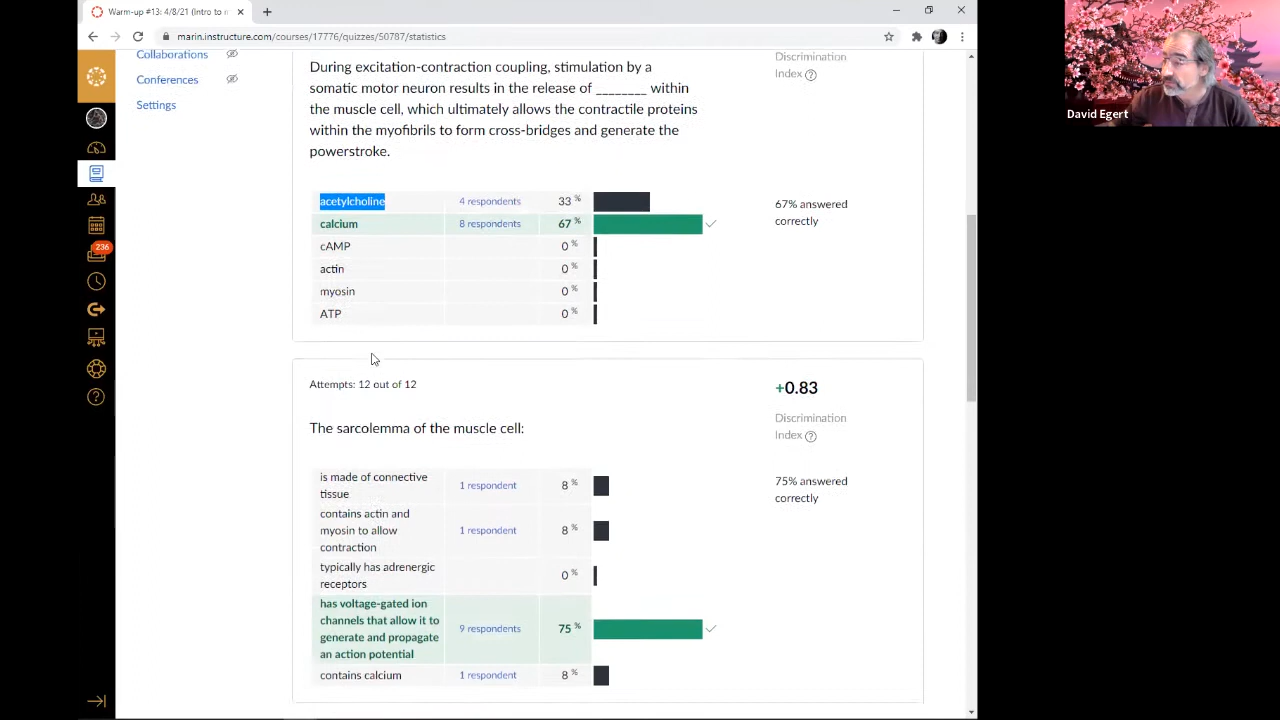 Warm-up #13: 4/8/21 (Intro to m
marin.instructure.com/courses/17776/quizzes/50787/statistics
Collaborations
Conferences
Settings
236
During excitation-contraction coupling, stimulation by a
somatic motor neuron results in the release of ________ within
the muscle cell, which ultimately allows the contractile proteins
within the myofibrils to form cross-bridges and generate the
powerstroke.
Discrimination
Index ?
acetylcholine 4 respondents 33 %
calcium 8 respondents 67 %
cAMP 0 %
actin 0 %
myosin 0 %
ATP 0 %
67% answered
correctly
Attempts: 12 out of 12
+0.83
Discrimination
Index ?
The sarcolemma of the muscle cell:
is made of connective
tissue
1 respondent 8 %
contains actin and
myosin to allow
contraction
1 respondent 8 %
typically has adrenergic
receptors
0 %
has voltage-gated ion
channels that allow it to
generate and propagate
an action potential
9 respondents 75 %
contains calcium 1 respondent 8 %
75% answered
correctly
David Egert